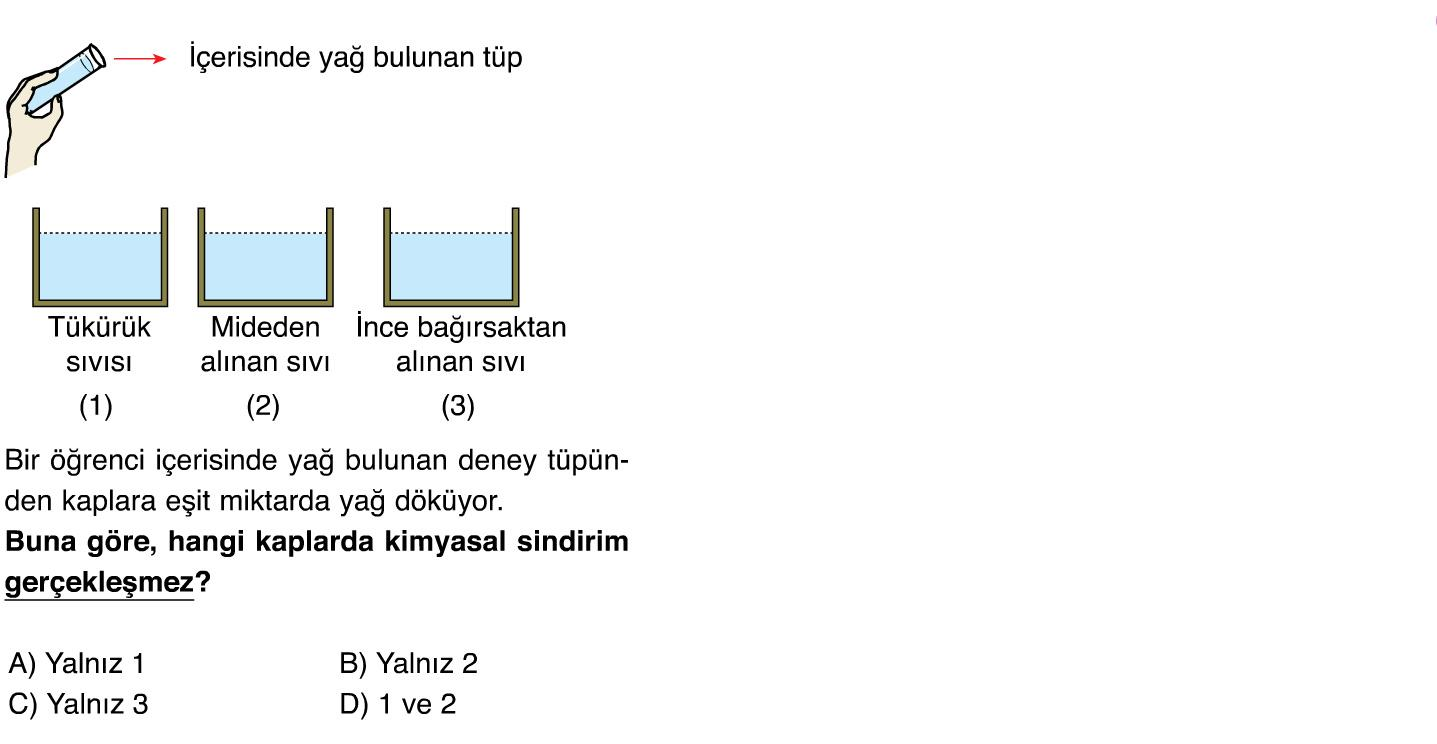 İçerisinde yağ bulunan tüp
Tükürük sıvısı
(1)
Mideden alınan sıvı
(2)
İnce bağırsaktan alınan sıvı
(3)
Bir öğrenci içerisinde yağ bulunan deney tüpün-
den kaplara eşit miktarda yağ döküyor.
Buna göre, hangi kaplarda kimyasal sindirim
gerçekleşmez?
A) Yalnız 1
B) Yalnız 2
C) Yalnız 3
D) 1 ve 2